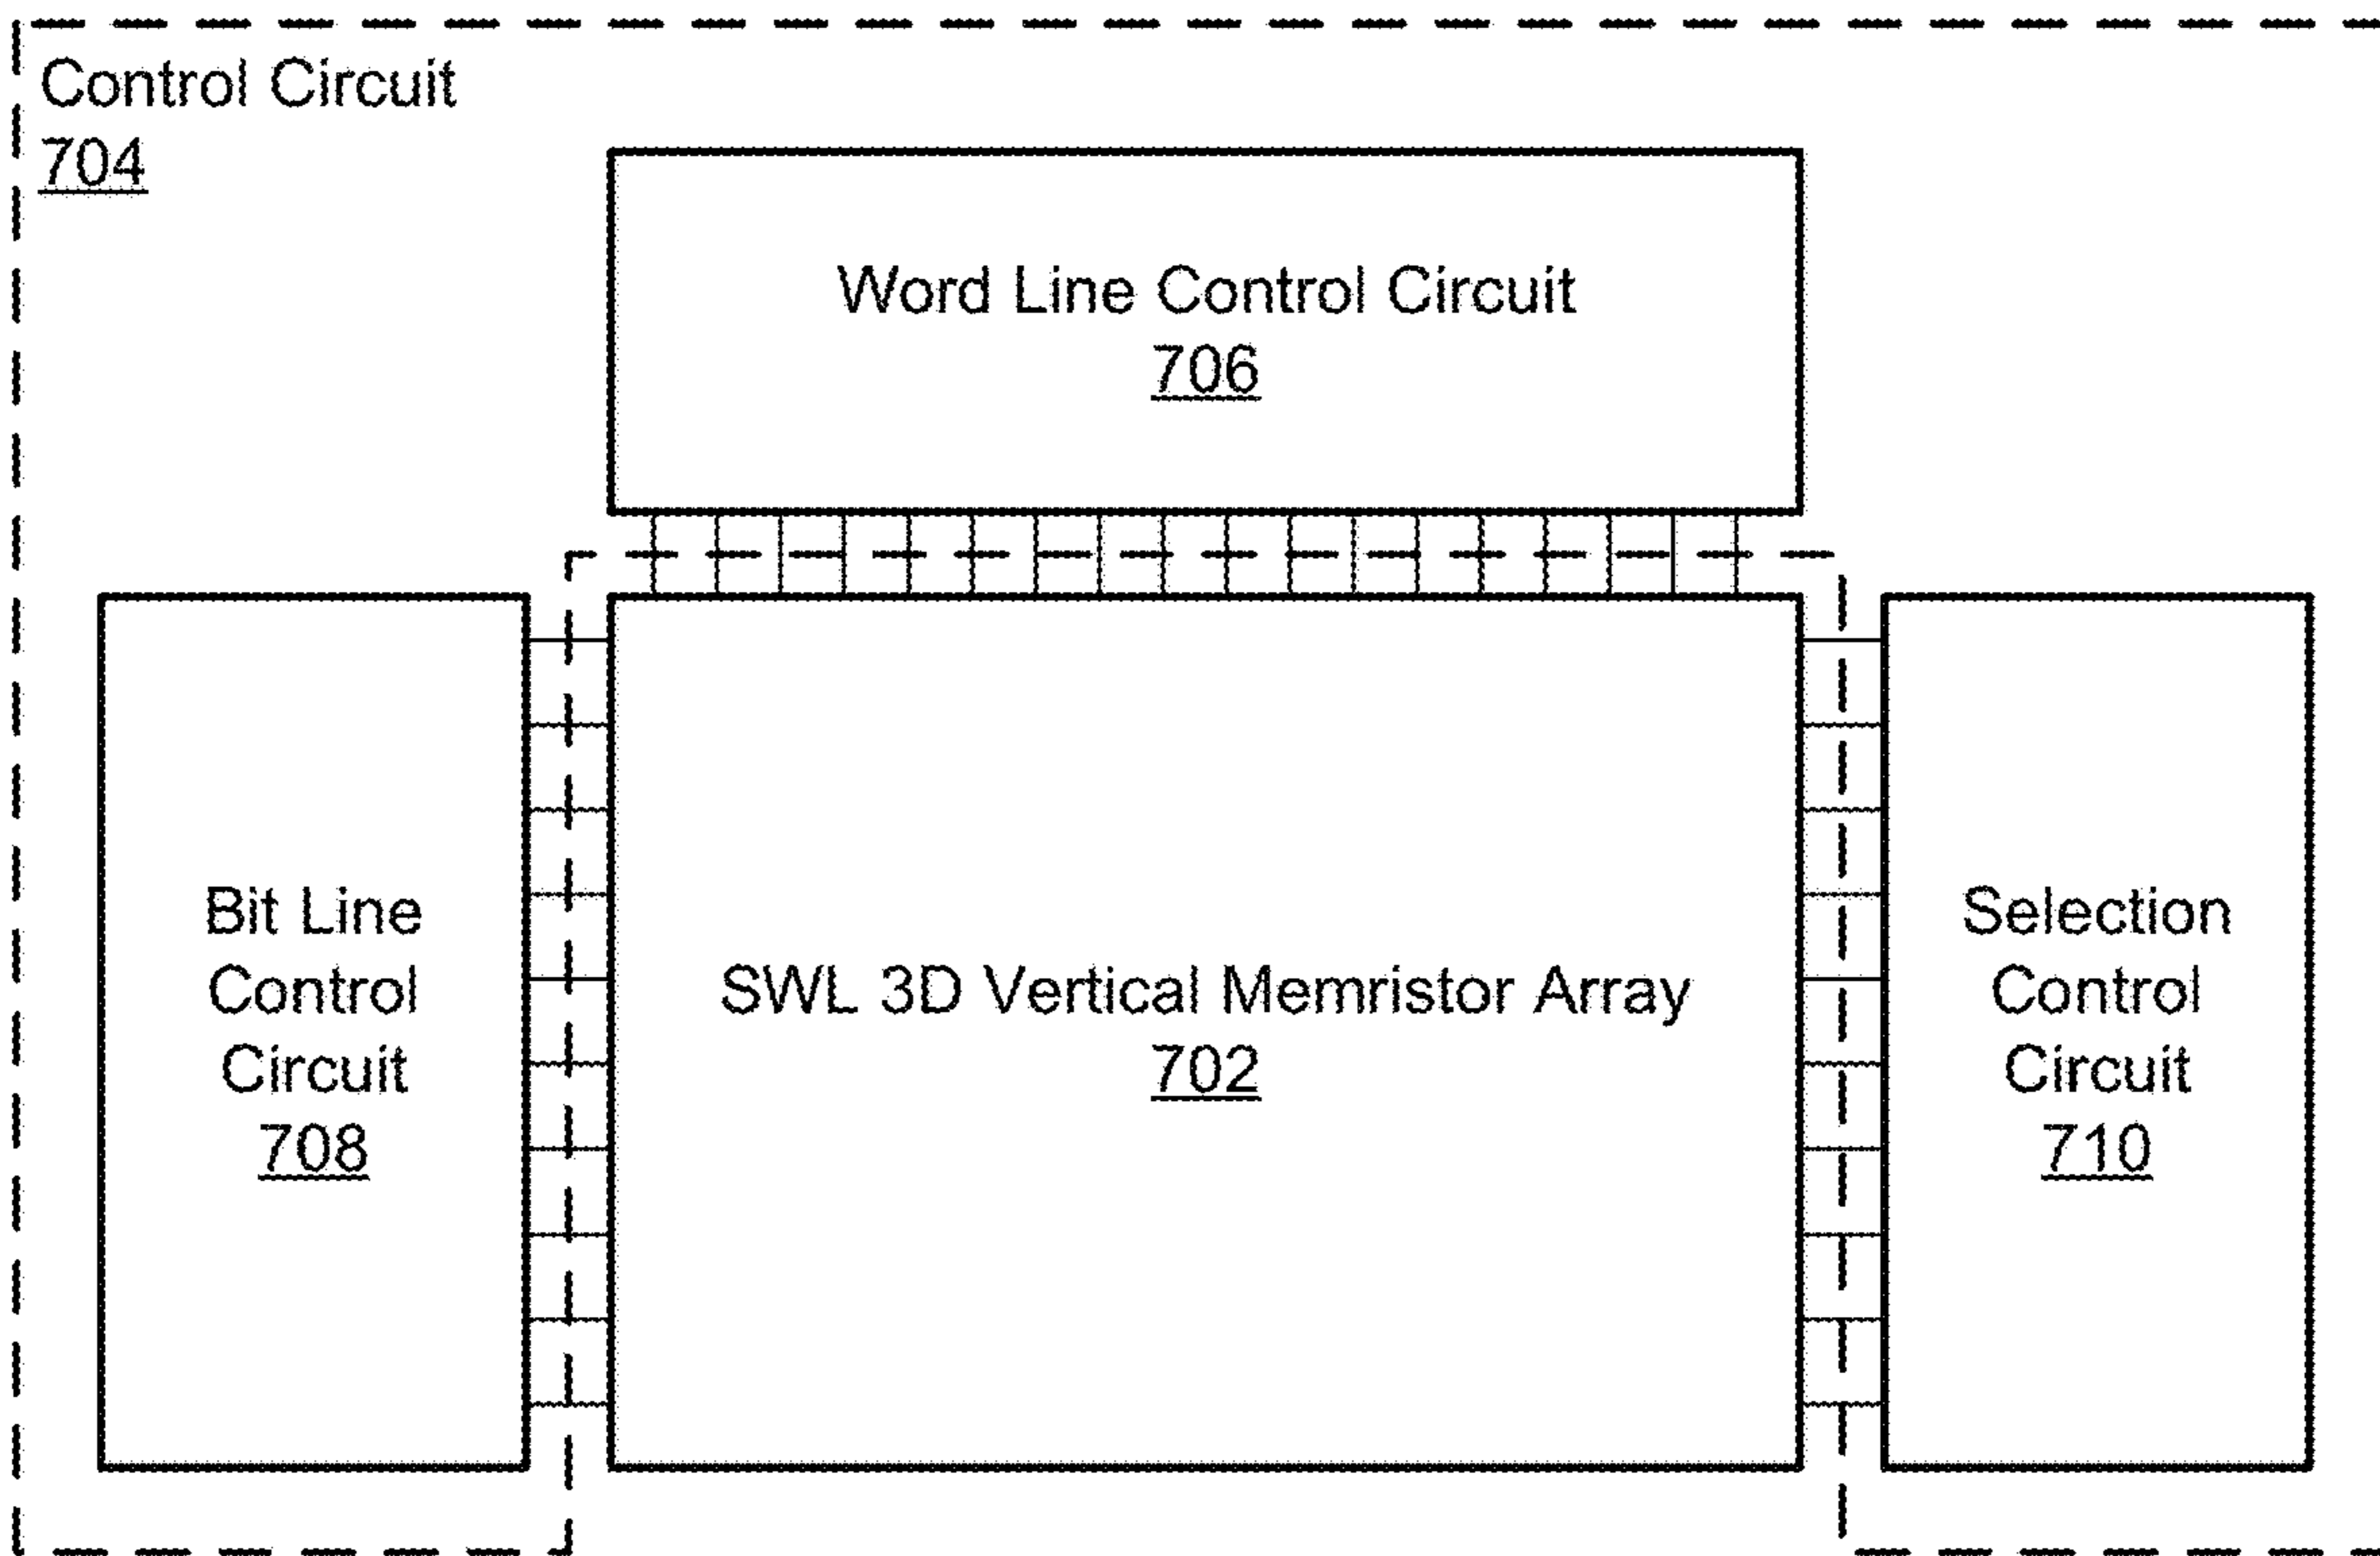 Control Circuit
704
Word Line Control Circuit
706
Bit Line
Control
Circuit
708
SWL 3D Vertical Memristor Array
702
Selection
Control
Circuit
710